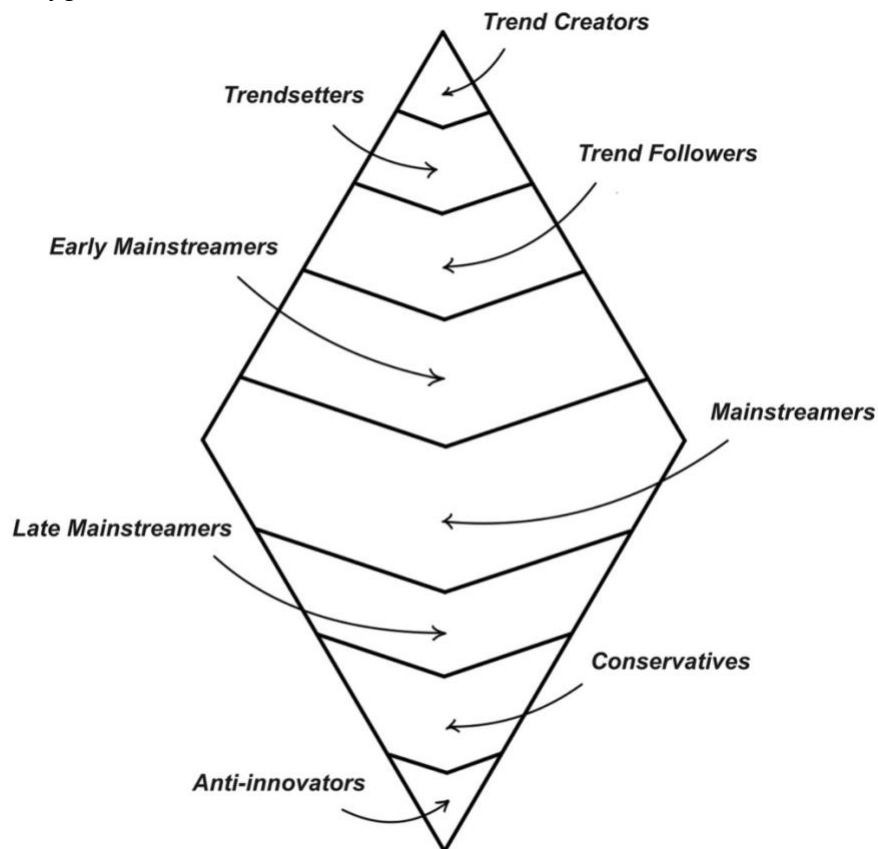 Trend Creators
Trendsetters
Trend Followers
Early Mainstreamers
Mainstreamers
Late Mainstreamers
Conservatives
Anti-innovators